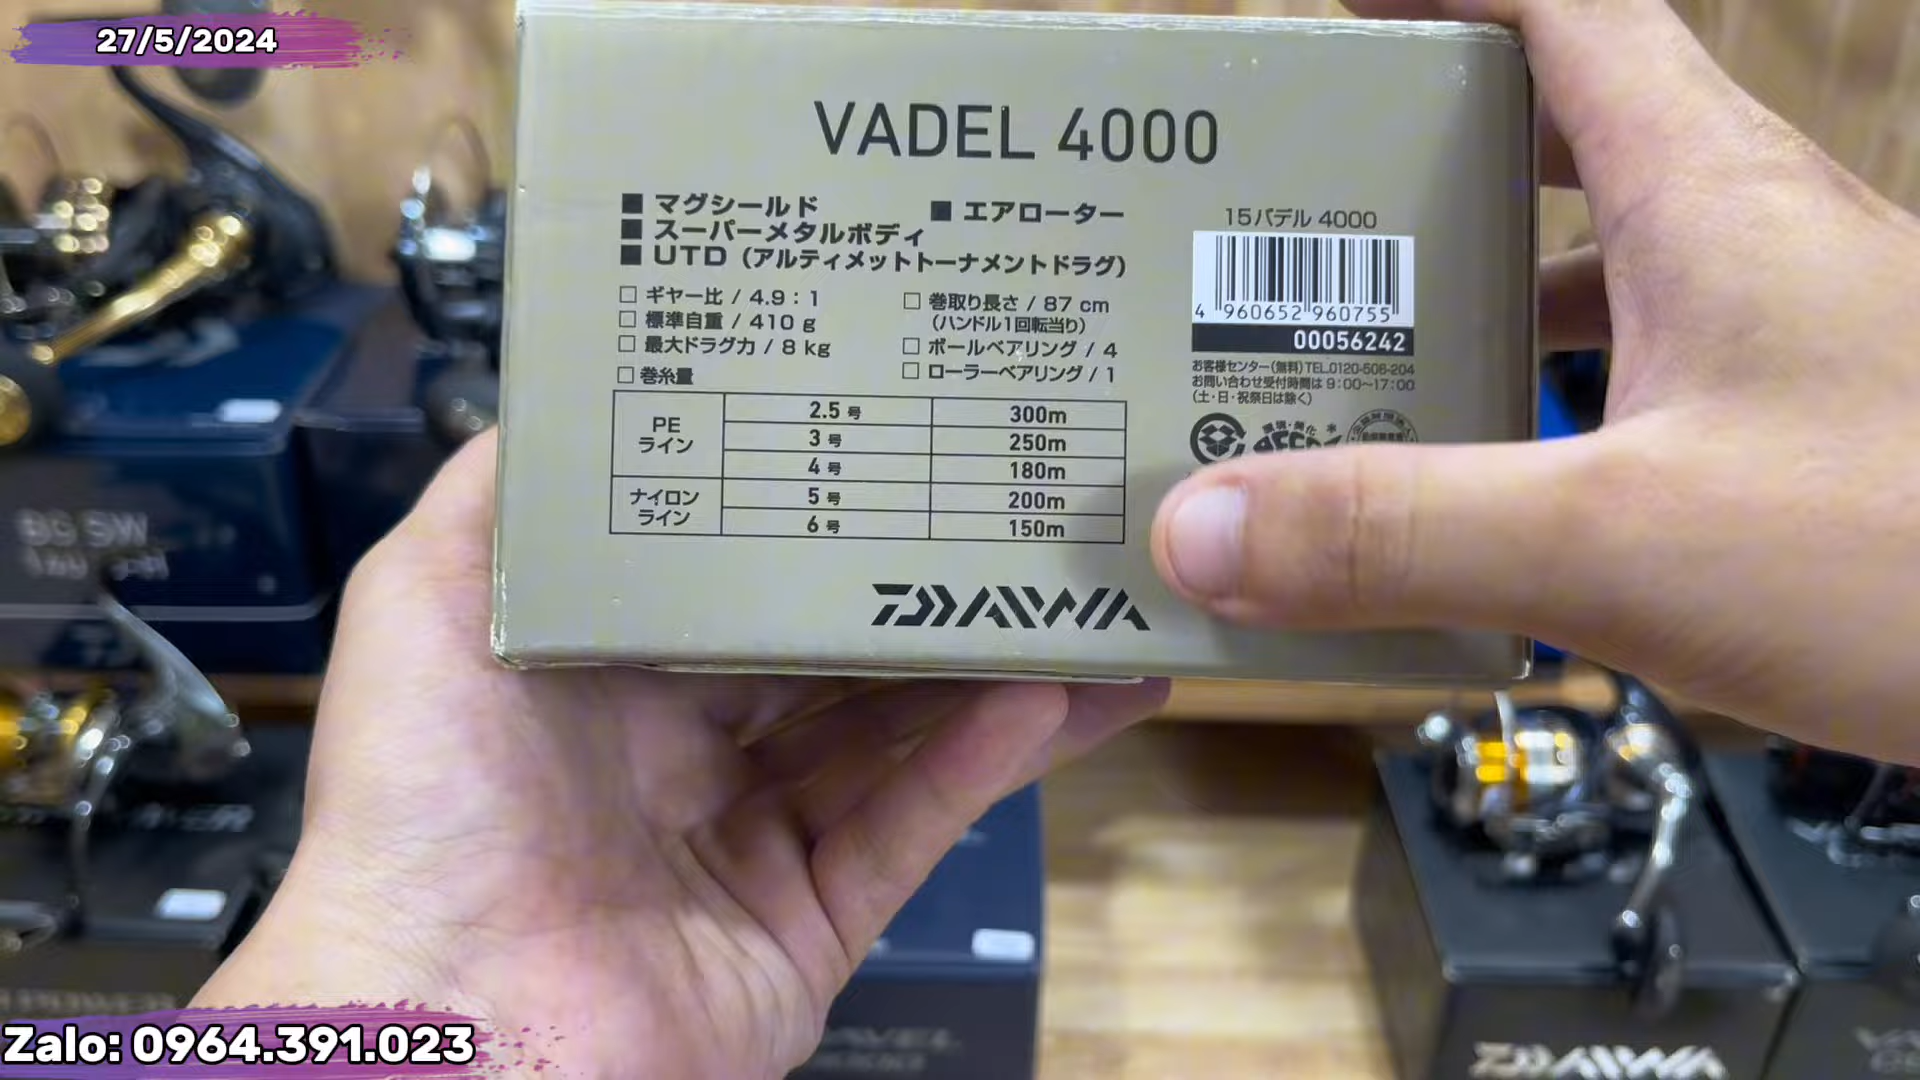 27/5/2024
VADEL 4000
■ マグシールド ■ エアローター
■ スーパーメタルボディ
■ UTD (アルティメットトーナメントドラグ)
□ ギヤー比 / 4.9:1
□ 標準自重 / 410 g
□ 最大ドラグ力 / 8 kg
□ 巻糸量
□ 巻取り長さ / 87 cm
(ハンドル1回転当り)
□ ボールベアリング / 4
□ ローラーベアリング / 1
PE
ライン
2.5 号 300m
3 号 250m
4 号 180m
ナイロン
ライン
5 号 200m
6 号 150m
15バデル 4000
4 960652 960755
00056242
お客様センター(無料)TEL.0120-506-204
お問い合わせ受付時間は 9:00〜17:00
(土・日・祝祭日は除く)
環境・美化
DAIWA
BG SW
DAIWA
Zalo: 0964.391.023